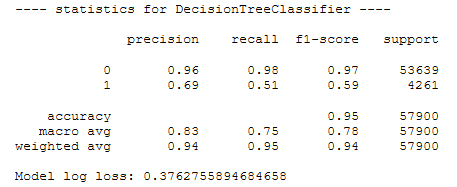 ---- statistics for DecisionTreeClassifier ----
precision recall f1-score support
0 0.96 0.98 0.97 53639
1 0.69 0.51 0.59 4261
accuracy 0.95 57900
macro avg 0.83 0.75 0.78 57900
weighted avg 0.94 0.95 0.94 57900
Model log loss: 0.3762755894684658